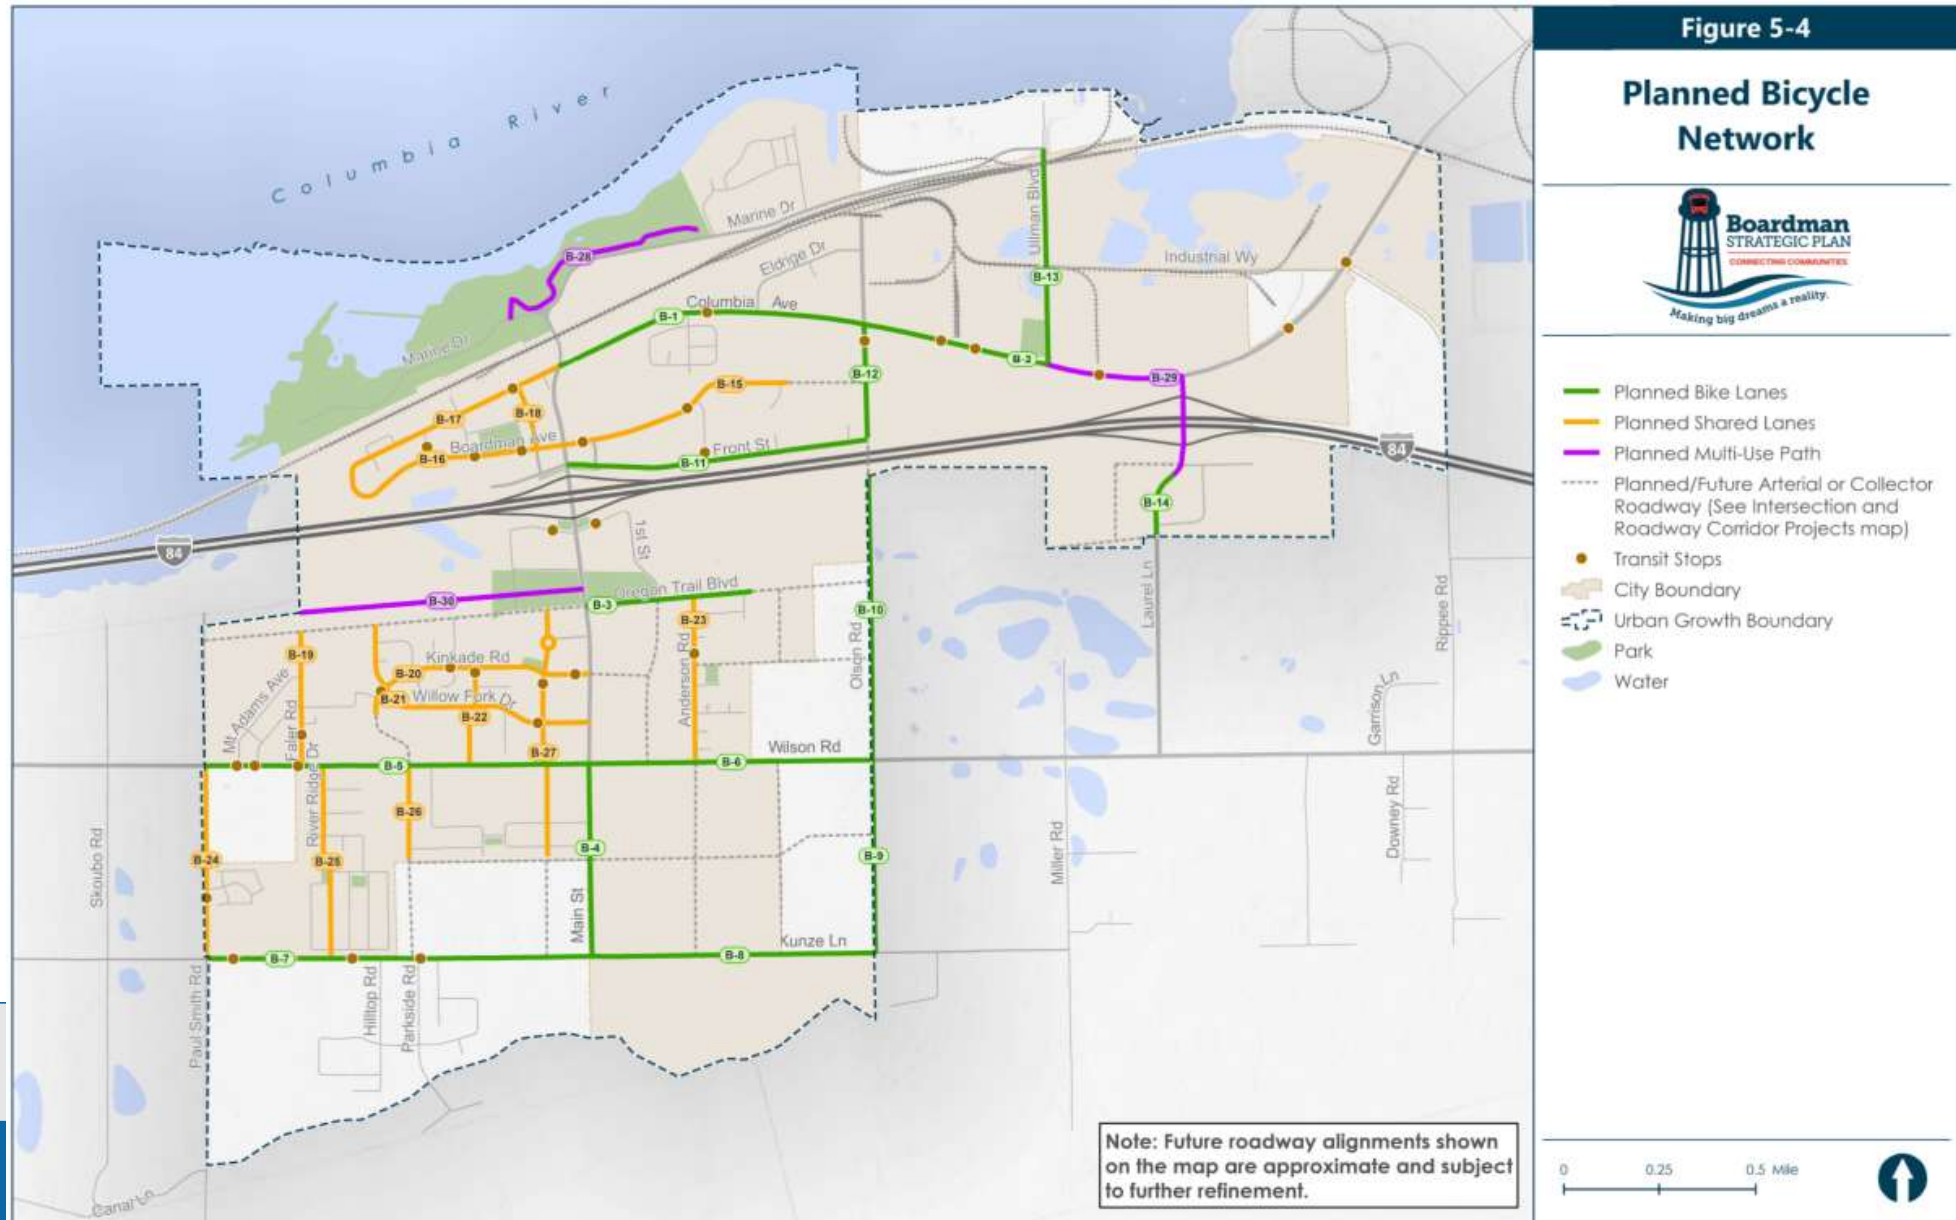 Figure 5-4
Planned Bicycle
Network
Boardman
STRATEGIC PLAN
CONNECTING COMMUNITIES
Making big dreams a reality.
Planned Bike Lanes
Planned Shared Lanes
Planned Multi-Use Path
Planned/Future Arterial or Collector
Roadway (See Intersection and
Roadway Corridor Projects map)
Transit Stops
City Boundary
Urban Growth Boundary
Park
Water
0 0.25 0.5 Mile
Columbia River
Marine Dr
Ullman Blvd
B-28
Eldrige Dr
Industrial Wy
B-13
Columbia Ave
B-1
Marine Dr
B-2
B-12
B-29
B-15
B-17
B-18
Boardman Ave
B-16
Front St
B-11
84
B-14
84
1st St
Oregon Trail Blvd
B-30
B-3
B-10
Laurel Ln
Rippee Rd
B-23
B-19
Kinkade Rd
B-20
Olson Rd
Anderson Rd
Mt Adams Ave
B-21
Willow Fork Dr
B-22
Garrison Ln
Faler Rd
B-27
Wilson Rd
B-5
B-6
River Ridge Dr
B-26
Downey Rd
Skoubo Rd
B-24
B-25
B-4
B-9
Miller Rd
Main St
Kunze Ln
B-7
B-8
Paul Smith Rd
Hilltop Rd
Parkside Rd
Canal Ln
Note: Future roadway alignments shown
on the map are approximate and subject
to further refinement.